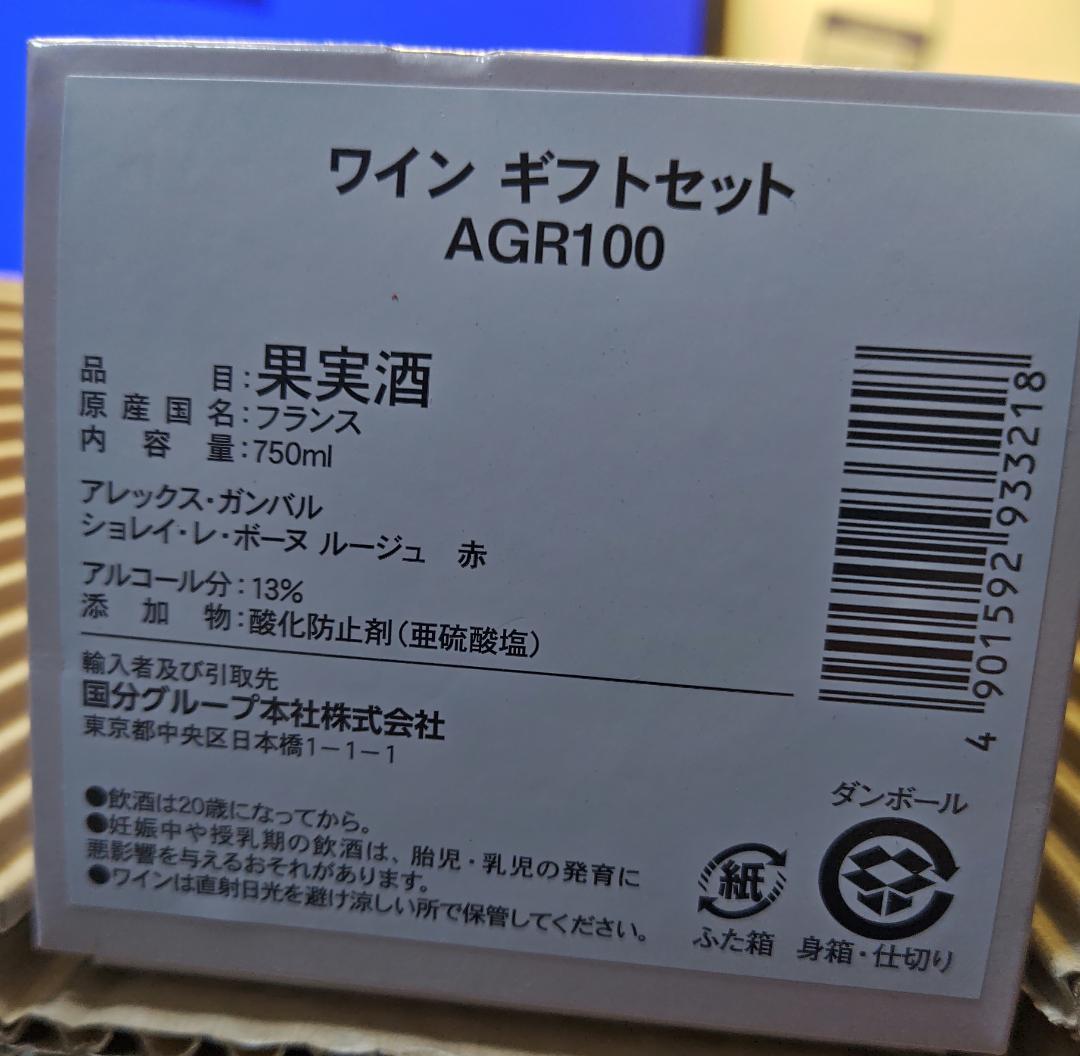 ワイン ギフトセット
AGR100
品 目:果実酒
原産国名:フランス
内 容 量:750ml
アレックス・ガンバル
ショレイ・レ・ボーヌ ルージュ 赤
アルコール分:13%
添 加 物:酸化防止剤(亜硫酸塩)
輸入者及び引取先
国分グループ本社株式会社
東京都中央区日本橋1-1-1
●飲酒は20歳になってから。
●妊娠中や授乳期の飲酒は、胎児・乳児の発育に
悪影響を与えるおそれがあります。
●ワインは直射日光を避け涼しい所で保管してください。
4 901592 933218
紙
ふた箱
ダンボール
身箱・仕切り